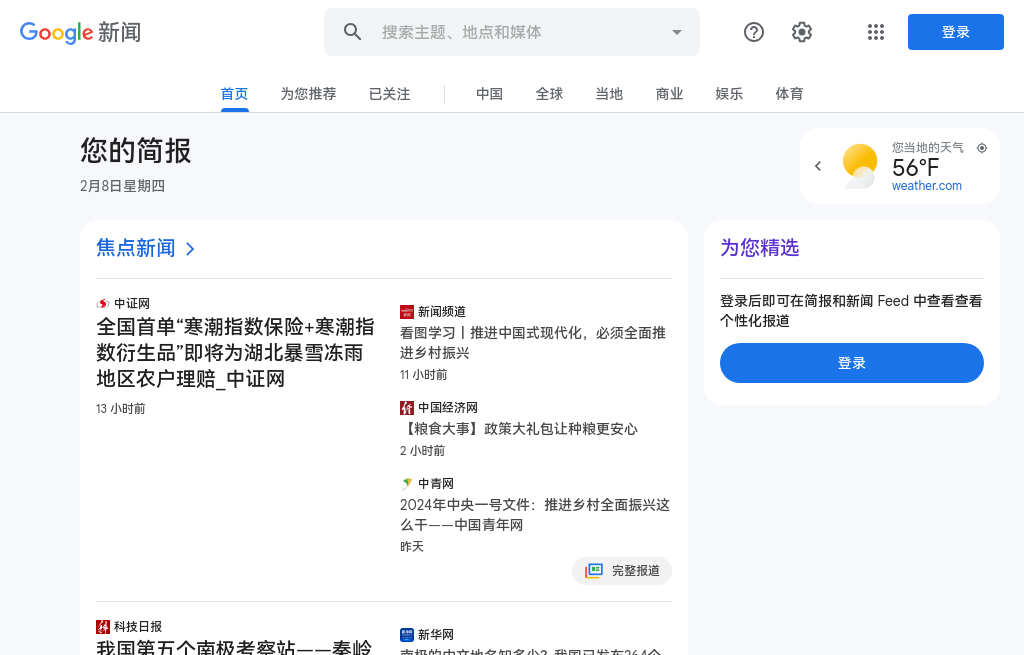 Google 新闻
搜索主题、地点和媒体
登录
首页
为您推荐
已关注
中国
全球
当地
商业
娱乐
体育
您的简报
2月8日星期四
您当地的天气
56°F
weather.com
焦点新闻
中证网
全国首单“寒潮指数保险+寒潮指
数衍生品”即将为湖北暴雪冻雨
地区农户理赔_中证网
13 小时前
新闻频道
看图学习丨推进中国式现代化，必须全面推
进乡村振兴
11 小时前
中国经济网
【粮食大事】政策大礼包让种粮更安心
2 小时前
中青网
2024年中央一号文件：推进乡村全面振兴这
么干——中国青年网
昨天
完整报道
为您精选
登录后即可在简报和新闻 Feed 中查看查看
个性化报道
登录
科技日报
我国第五个南极考察站——秦岭
新华网
南极的中文地名知多少？我国已发布364个